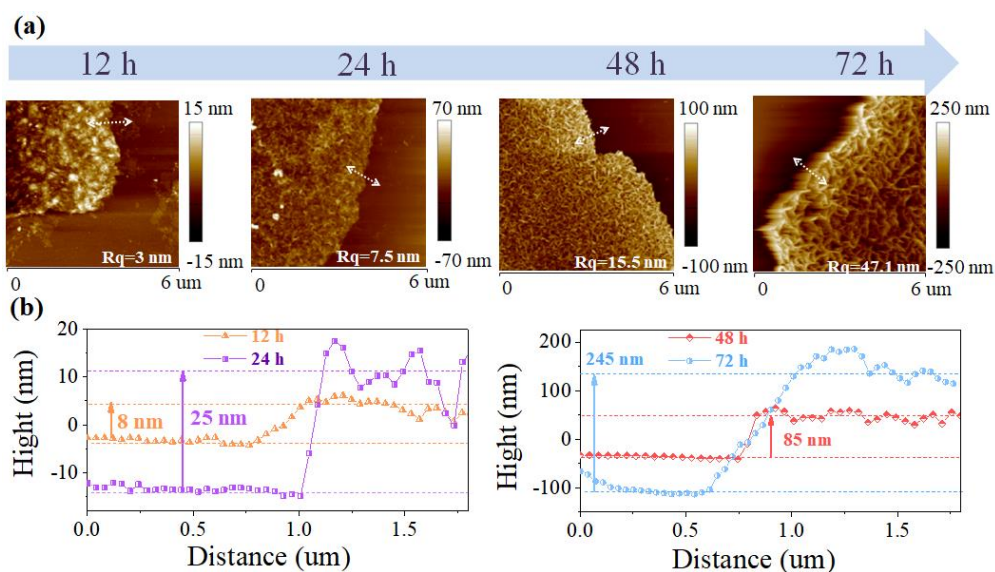 (a)
12 h 24 h 48 h 72 h
15 nm 70 nm 100 nm 250 nm
Rq=3 nm Rq=7.5 nm Rq=15.5 nm Rq=47.1 nm
-15 nm -70 nm -100 nm -250 nm
0 6 um 0 6 um 0 6 um 0 6 um
(b)
20
10
0
-10
Hight (nm)
12 h
24 h
8 nm
25 nm
0.0 0.5 1.0 1.5
Distance (um)
200
100
0
-100
Hight (nm)
48 h
72 h
245 nm
85 nm
0.0 0.5 1.0 1.5
Distance (um)